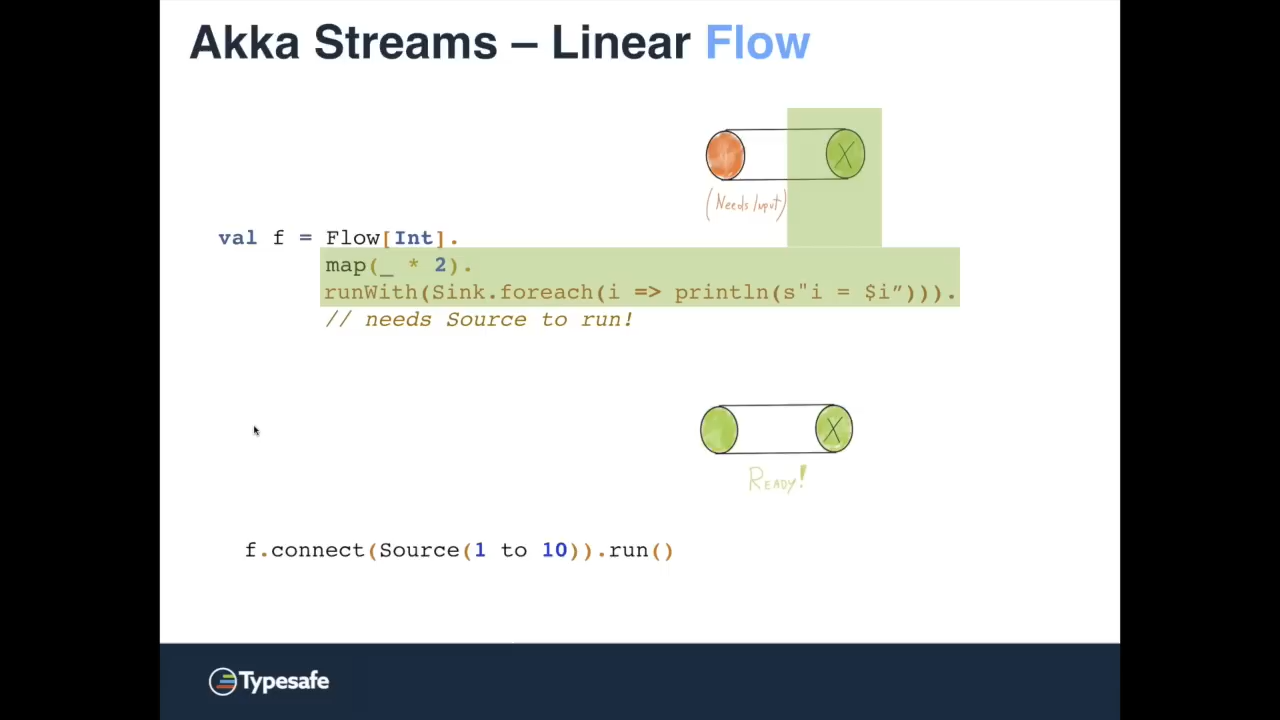 Akka Streams – Linear Flow
(Needs Input)
val f = Flow[Int].
map(_ * 2).
runWith(Sink.foreach(i => println(s"i = $i”))).
// needs Source to run!
X
X
READY!
f.connect(Source(1 to 10)).run()
Typesafe